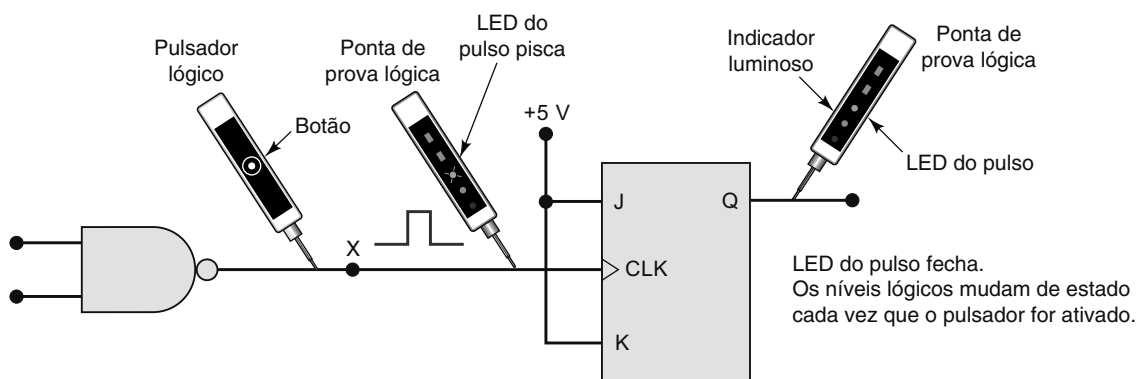 Pulsador
lógico
Botão
Ponta de
prova lógica
LED do
pulso pisca
+5 V
Indicador
luminoso
Ponta de
prova lógica
LED do pulso
X
J
Q
CLK
K
LED do pulso fecha.
Os níveis lógicos mudam de estado
cada vez que o pulsador for ativado.